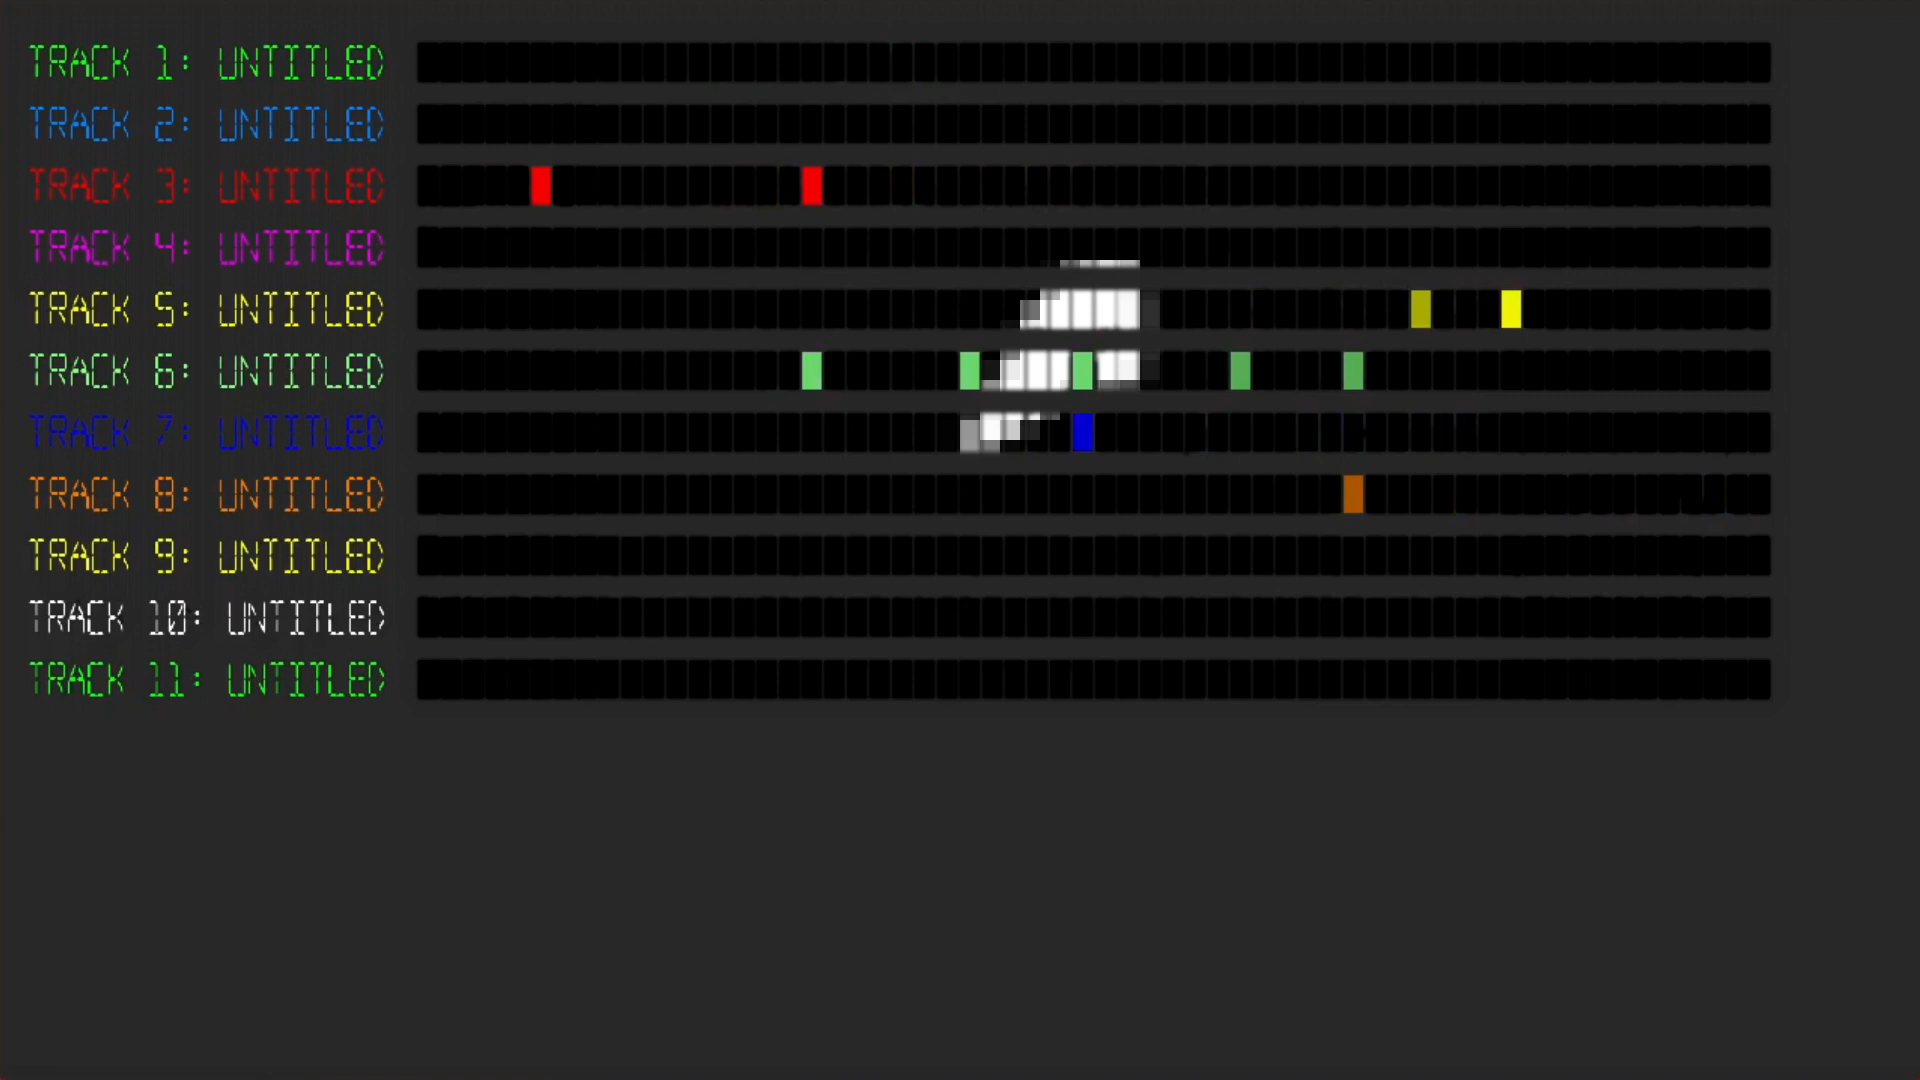 TRACK 1: UNTITLED
TRACK 2: UNTITLED
TRACK 3: UNTITLED
TRACK 4: UNTITLED
TRACK 5: UNTITLED
TRACK 6: UNTITLED
TRACK 7: UNTITLED
TRACK 8: UNTITLED
TRACK 9: UNTITLED
TRACK 10: UNTITLED
TRACK 11: UNTITLED